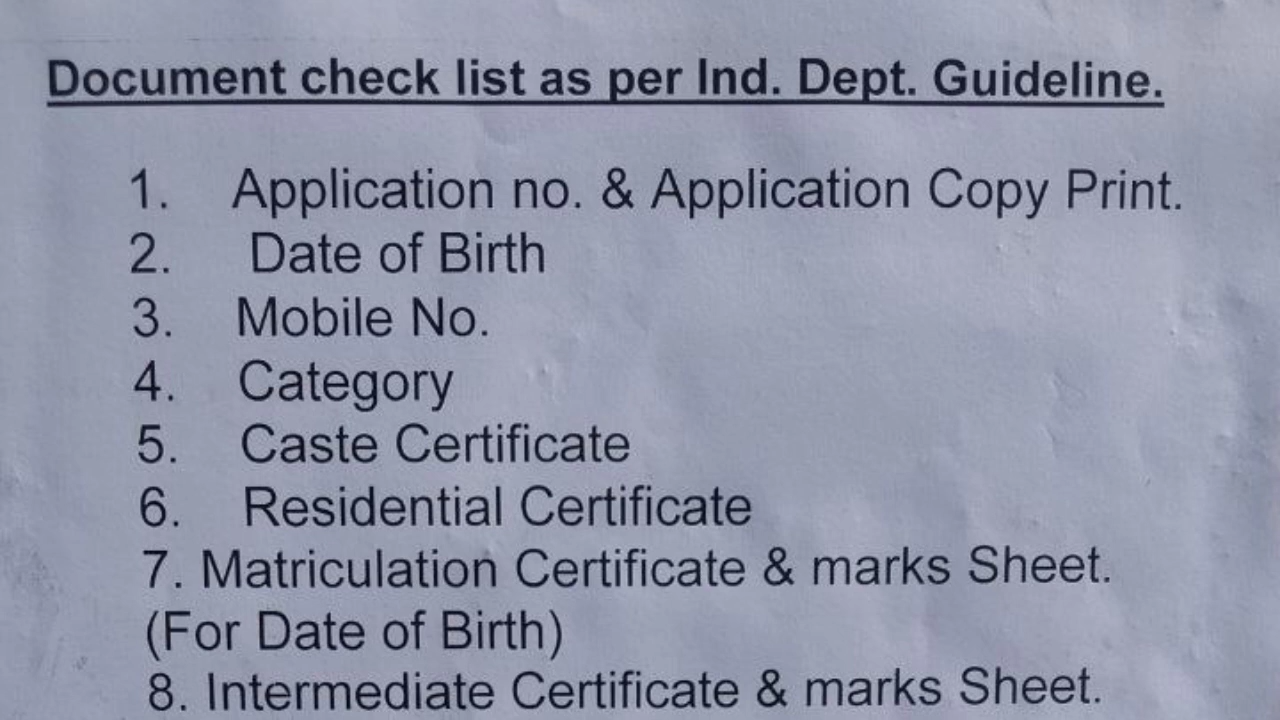 Document check list as per Ind. Dept. Guideline.
1. Application no. & Application Copy Print.
2. Date of Birth
3. Mobile No.
4. Category
5. Caste Certificate
6. Residential Certificate
7. Matriculation Certificate & marks Sheet.
(For Date of Birth)
8. Intermediate Certificate & marks Sheet.